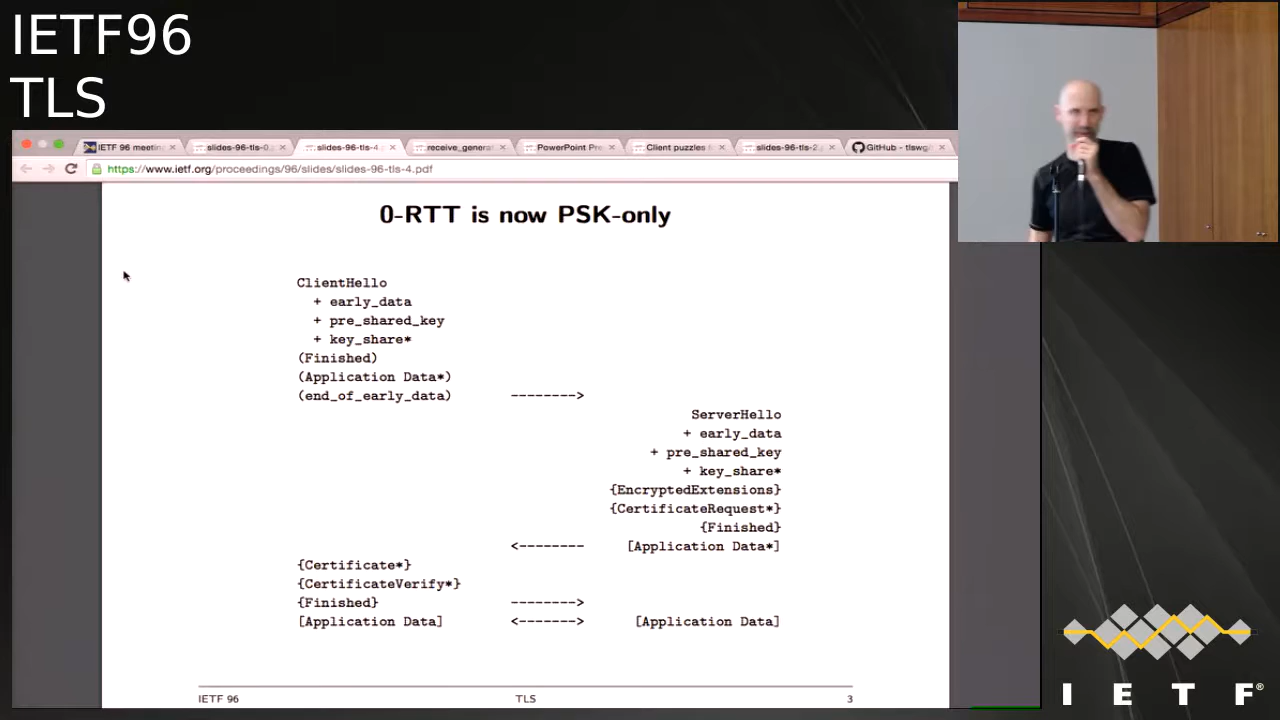 IETF96
TLS
IETF 96 meetin
slides-96-tls-0
slides-96-tls-4
receive_genera
PowerPoint Pre
Client puzzles
slides-96-tls-2
GitHub - tlswg
https://www.ietf.org/proceedings/96/slides/slides-96-tls-4.pdf
0-RTT is now PSK-only
ClientHello
+ early_data
+ pre_shared_key
+ key_share*
(Finished)
(Application Data*)
(end_of_early_data) -------->
ServerHello
+ early_data
+ pre_shared_key
+ key_share*
{EncryptedExtensions}
{CertificateRequest*}
{Finished}
<-------- [Application Data*]
{Certificate*}
{CertificateVerify*}
{Finished} -------->
[Application Data] <-------> [Application Data]
IETF 96 TLS 3
I E T F®